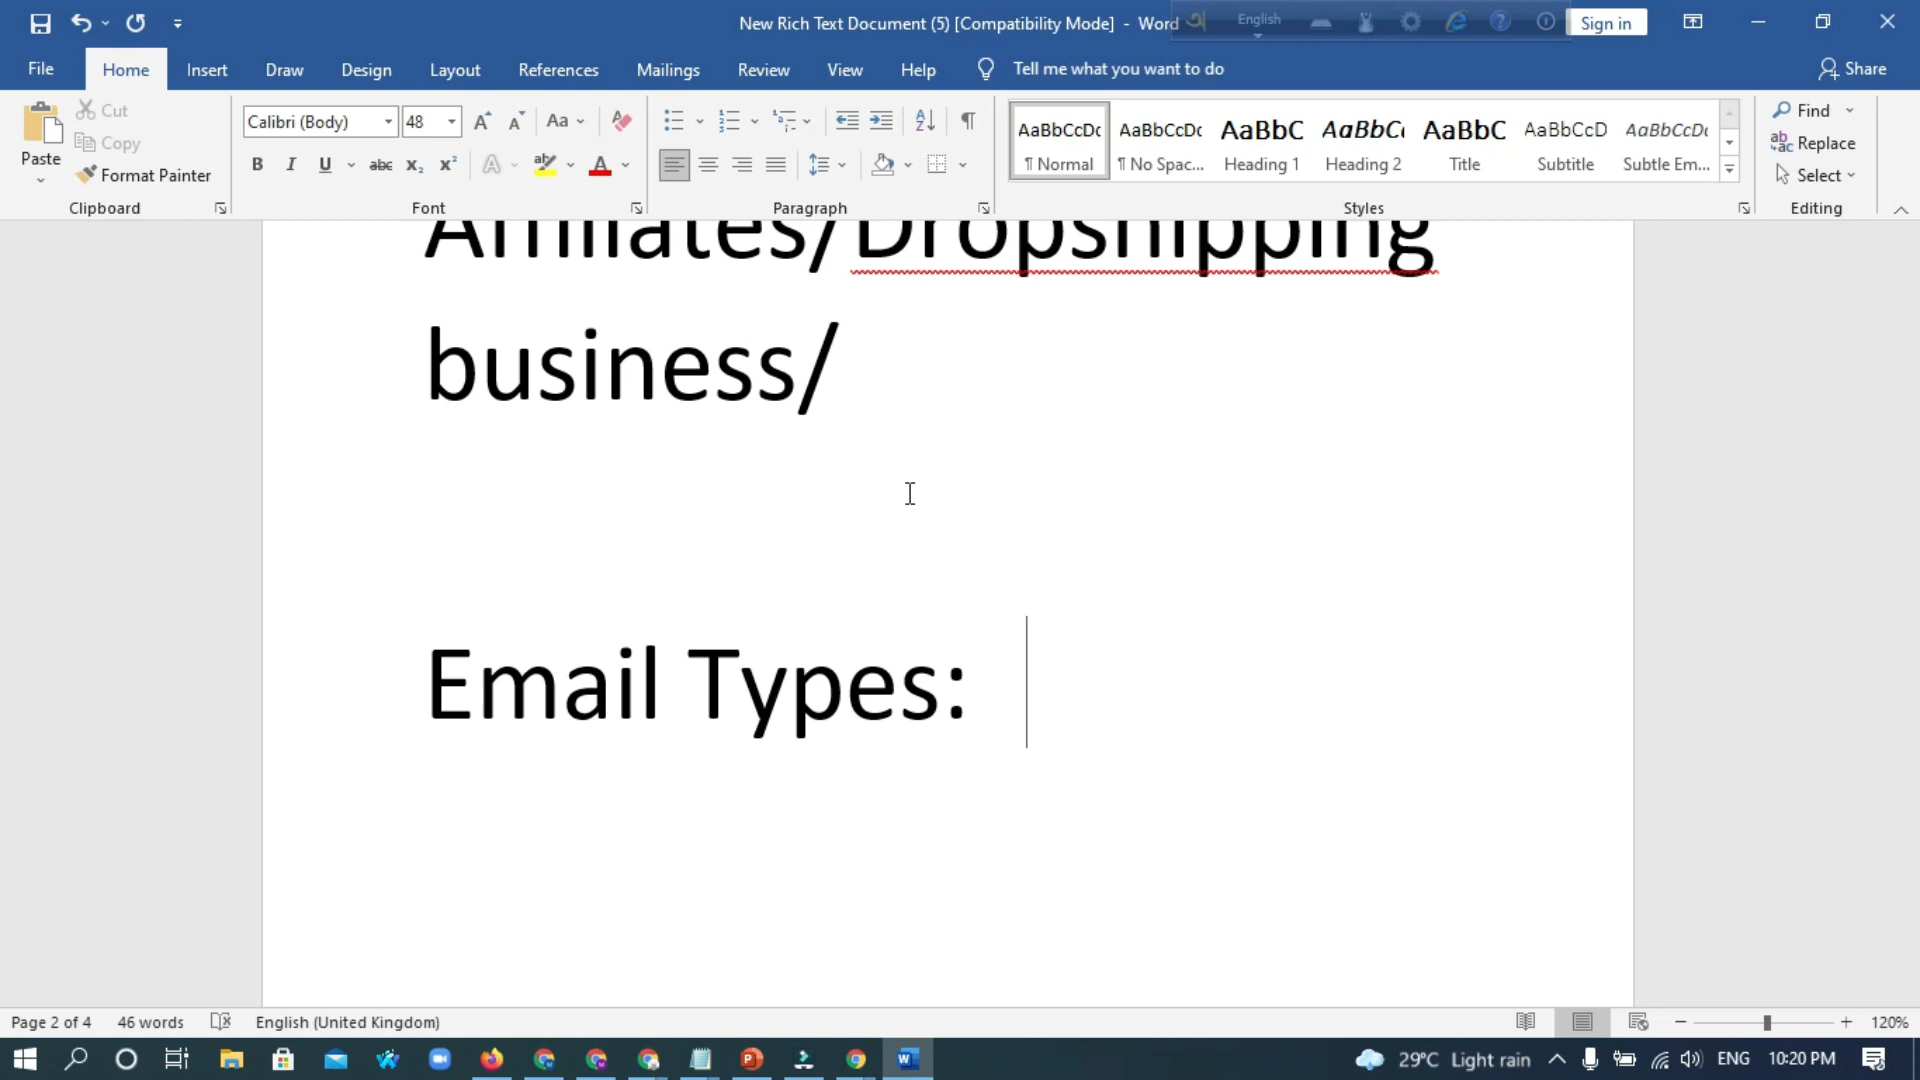 New Rich Text Document (5) [Compatibility Mode] - Word
English
Sign in
File Home Insert Draw Design Layout References Mailings Review View Help Tell me what you want to do Share
Paste
Cut
Copy
Format Painter
Clipboard
Calibri (Body) 48
Font
Paragraph
AaBbCcDc AaBbCcDc AaBbC AaBbCc AaBbC AaBbCcD AaBbCcDc
¶ Normal ¶ No Spac... Heading 1 Heading 2 Title Subtitle Subtle Em...
Styles
Find
Replace
Select
Editing
Affiliates/Dropshipping
business/
Email Types:
Page 2 of 4 46 words English (United Kingdom) 120%
29°C Light rain ENG 10:20 PM